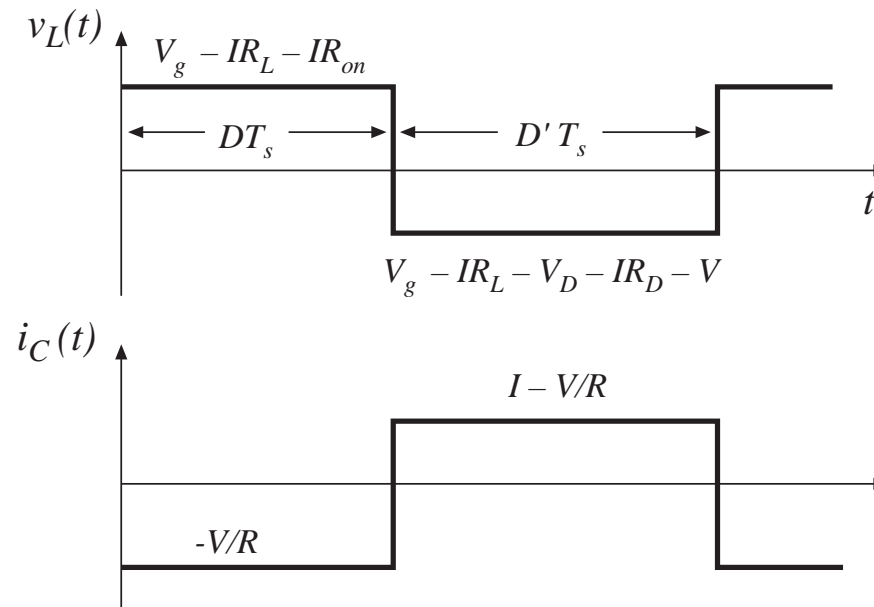 v_L(t)
V_g – IR_L – IR_on
DT_s
D' T_s
t
V_g – IR_L – V_D – IR_D – V
i_C(t)
I – V/R
-V/R